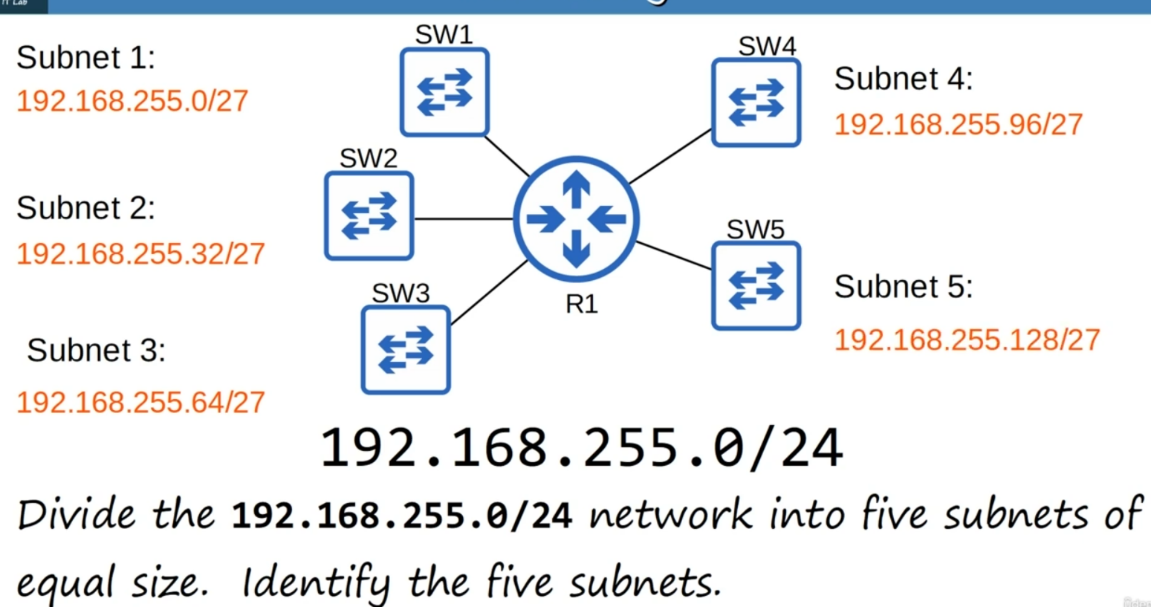 IT Lab
SW1
SW4
Subnet 1:
192.168.255.0/27
Subnet 4:
192.168.255.96/27
SW2
Subnet 2:
192.168.255.32/27
SW5
SW3
R1
Subnet 5:
192.168.255.128/27
Subnet 3:
192.168.255.64/27
192.168.255.0/24
Divide the 192.168.255.0/24 network into five subnets of
equal size. Identify the five subnets.